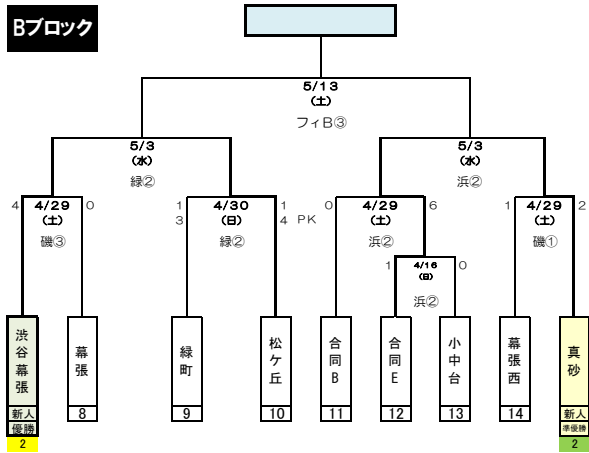 Bブロック
5/13
(土)
フィB③
5/3
(水)
緑②
5/3
(水)
浜②
4 4/29 0
(土)
磯③
1 4/30 1
3 (日) 4 PK
緑②
0 4/29 6
(土)
浜②
1 4/29 2
(土)
磯①
1 4/16 0
(日)
浜②
渋谷幕張
幕張
緑町
松ケ丘
合同B
合同E
小中台
幕張西
真砂
新人 8 9 10 11 12 13 14 新人
優勝 準優勝
2 2